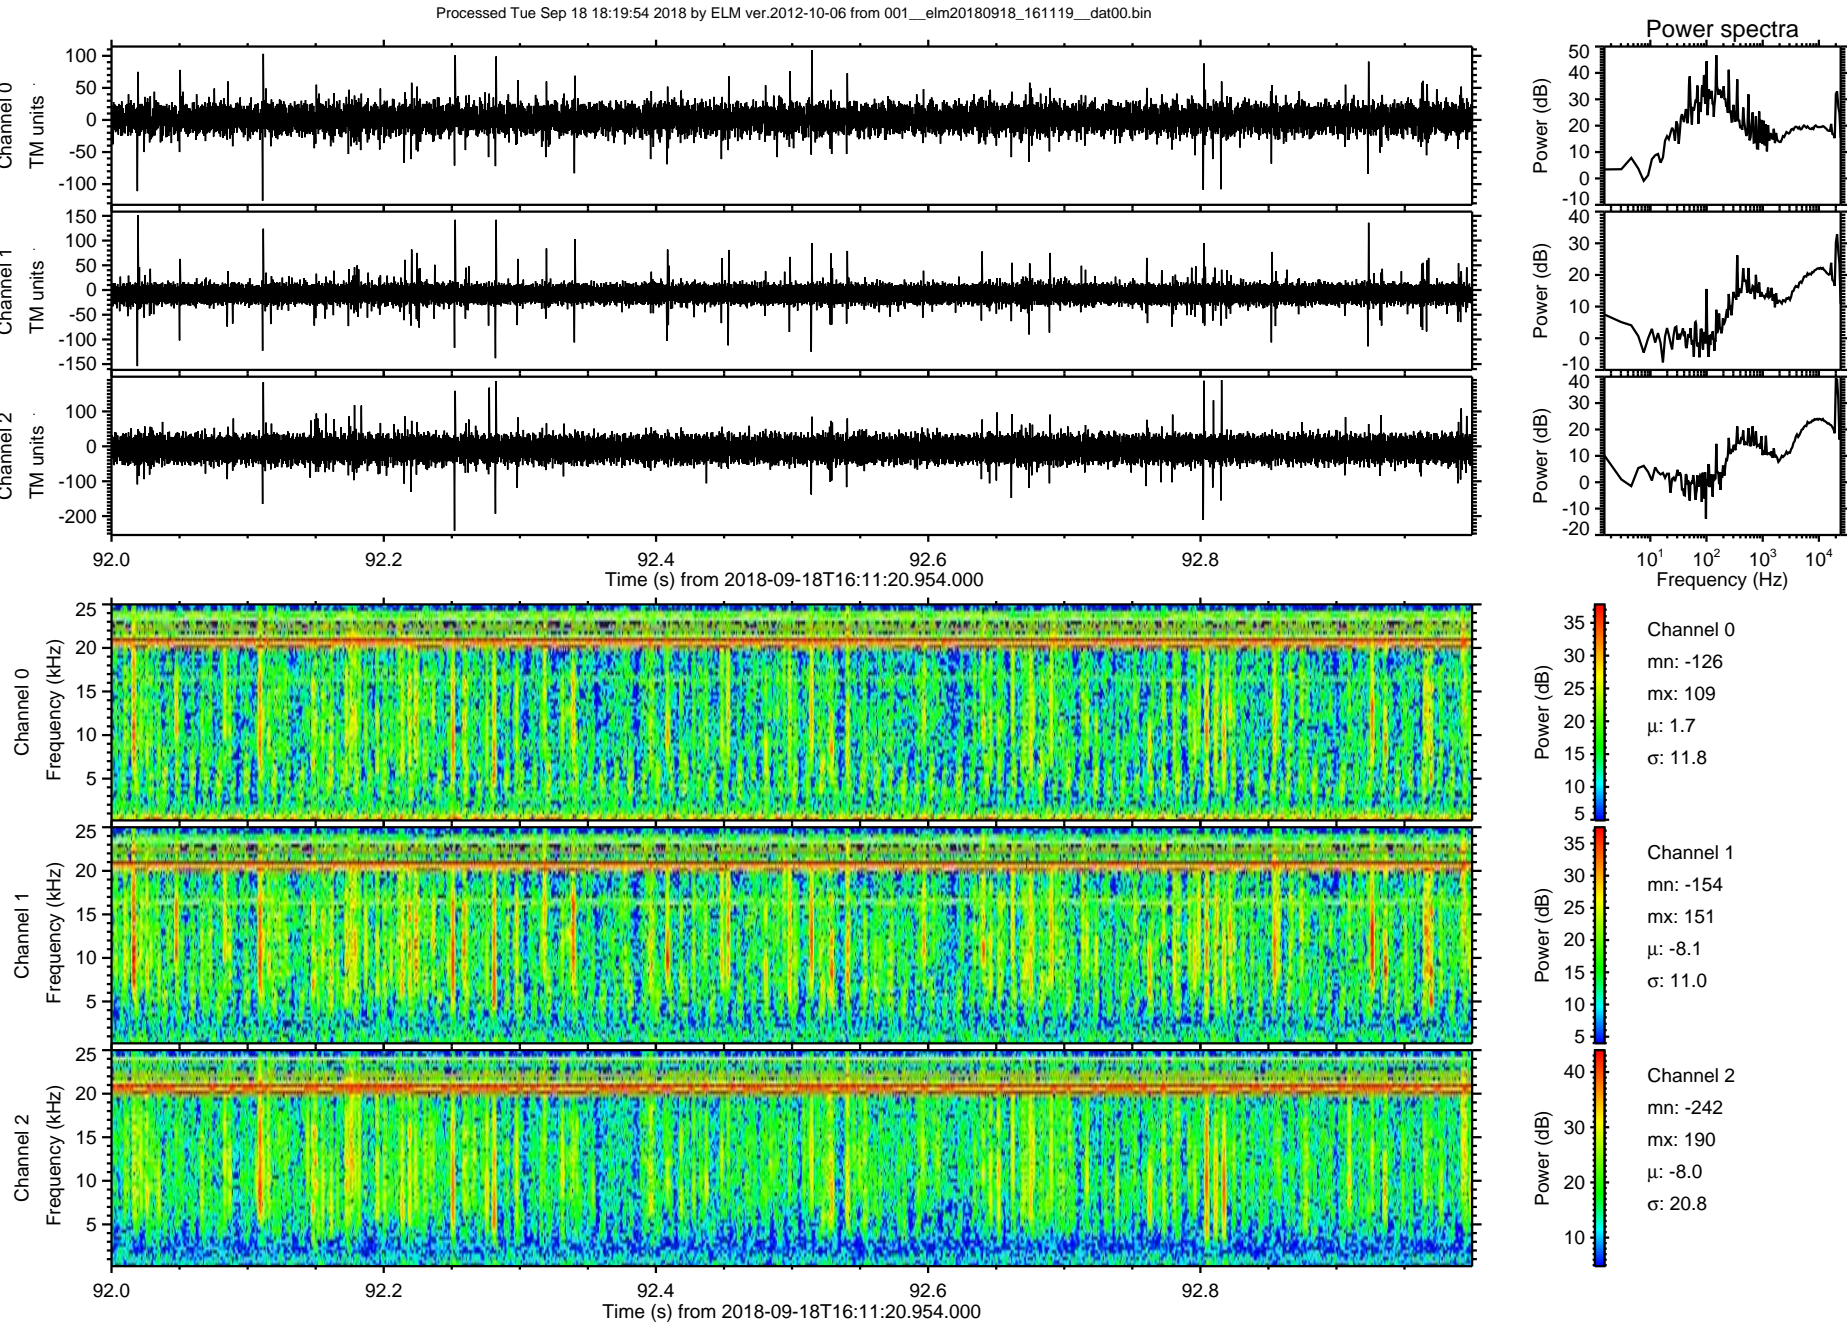 Processed Tue Sep 18 18:19:54 2018 by ELM ver.2012-10-06 from 001__elm20180918_161119__dat00.bin
Power spectra
Channel 0
TM units
100
50
0
-50
-100
Power (dB)
50
40
30
20
10
0
-10
Channel 1
TM units
150
100
50
0
-50
-100
-150
Power (dB)
40
30
20
10
0
-10
Channel 2
TM units
100
0
-100
-200
Power (dB)
40
30
20
10
0
-10
-20
92.0 92.2 92.4 92.6 92.8
Time (s) from 2018-09-18T16:11:20.954.000
10¹ 10² 10³ 10⁴
Frequency (Hz)
Channel 0
Frequency (kHz)
25
20
15
10
5
Power (dB)
35
30
25
20
15
10
5
Channel 0
mn: -126
mx: 109
μ: 1.7
σ: 11.8
Channel 1
Frequency (kHz)
25
20
15
10
5
Power (dB)
35
30
25
20
15
10
5
Channel 1
mn: -154
mx: 151
μ: -8.1
σ: 11.0
Channel 2
Frequency (kHz)
25
20
15
10
5
Power (dB)
40
30
20
10
Channel 2
mn: -242
mx: 190
μ: -8.0
σ: 20.8
92.0 92.2 92.4 92.6 92.8
Time (s) from 2018-09-18T16:11:20.954.000